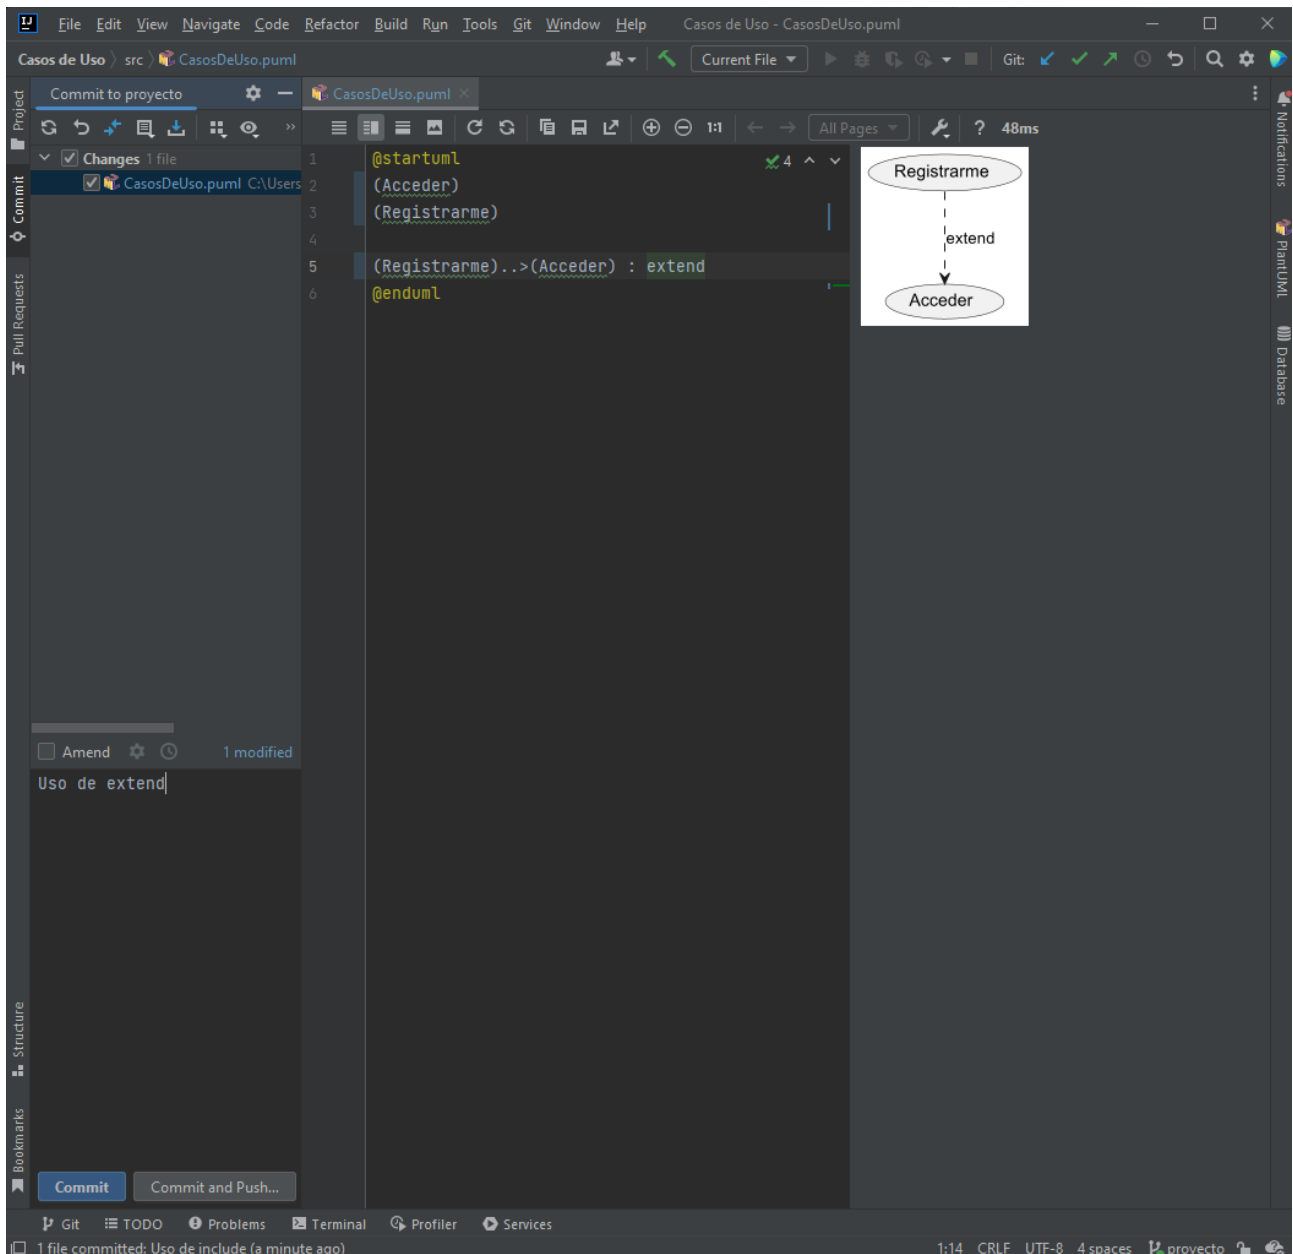 File Edit View Navigate Code Refactor Build Run Tools Git Window Help Casos de Uso - CasosDeUso.puml
Casos de Uso src CasosDeUso.puml Current File Git:
Project
Commit
Pull Requests
Structure
Bookmarks
Commit to proyecto
Changes 1 file
CasosDeUso.puml C:\Users
Amend 1 modified
Uso de extend
Commit Commit and Push...
CasosDeUso.puml
1:1 All Pages ? 48ms
1 @startuml 4
2 (Acceder)
3 (Registrarme)
4
5 (Registrarme)..>(Acceder) : extend
6 @enduml
Registrarme
extend
Acceder
Notifications
PlantUML
Database
Git TODO Problems Terminal Profiler Services
1 file committed: Uso de include (a minute ago) 1:14 CRLF UTF-8 4 spaces proyecto